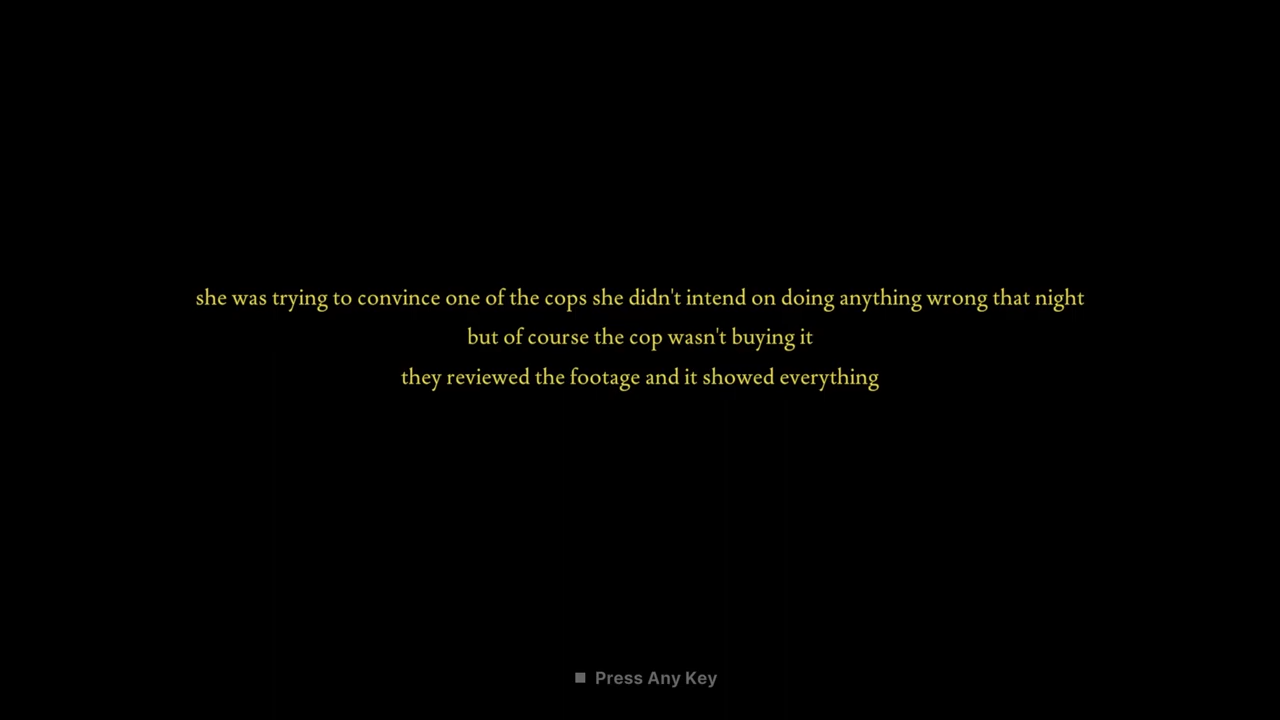 she was trying to convince one of the cops she didn't intend on doing anything wrong that night
but of course the cop wasn't buying it
they reviewed the footage and it showed everything
Press Any Key